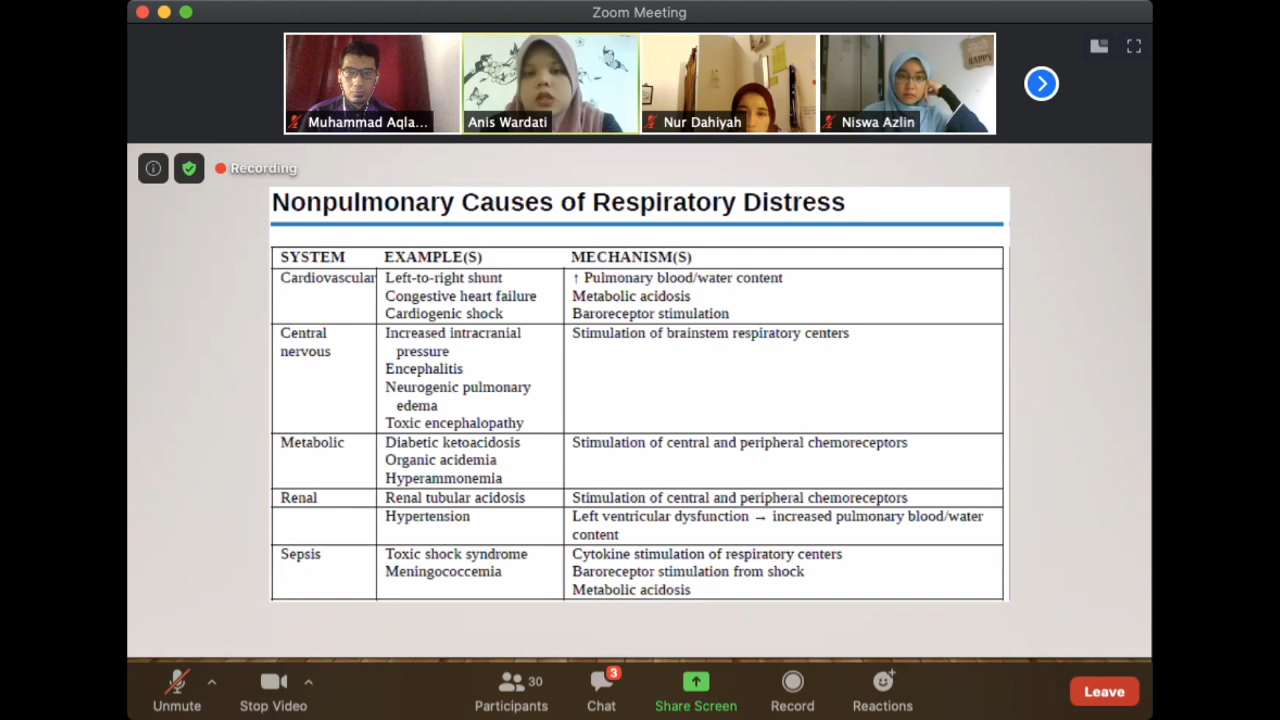 Zoom Meeting
HAPPY
Muhammad Aqla...
Anis Wardati
Nur Dahiyah
Niswa Azlin
Recording
Nonpulmonary Causes of Respiratory Distress
SYSTEM EXAMPLE(S) MECHANISM(S)
Cardiovascular Left-to-right shunt ↑ Pulmonary blood/water content
Congestive heart failure Metabolic acidosis
Cardiogenic shock Baroreceptor stimulation
Central Increased intracranial Stimulation of brainstem respiratory centers
nervous pressure
Encephalitis
Neurogenic pulmonary
edema
Toxic encephalopathy
Metabolic Diabetic ketoacidosis Stimulation of central and peripheral chemoreceptors
Organic acidemia
Hyperammonemia
Renal Renal tubular acidosis Stimulation of central and peripheral chemoreceptors
Hypertension Left ventricular dysfunction → increased pulmonary blood/water
content
Sepsis Toxic shock syndrome Cytokine stimulation of respiratory centers
Meningococcemia Baroreceptor stimulation from shock
Metabolic acidosis
30
3
Unmute Stop Video Participants Chat Share Screen Record Reactions Leave